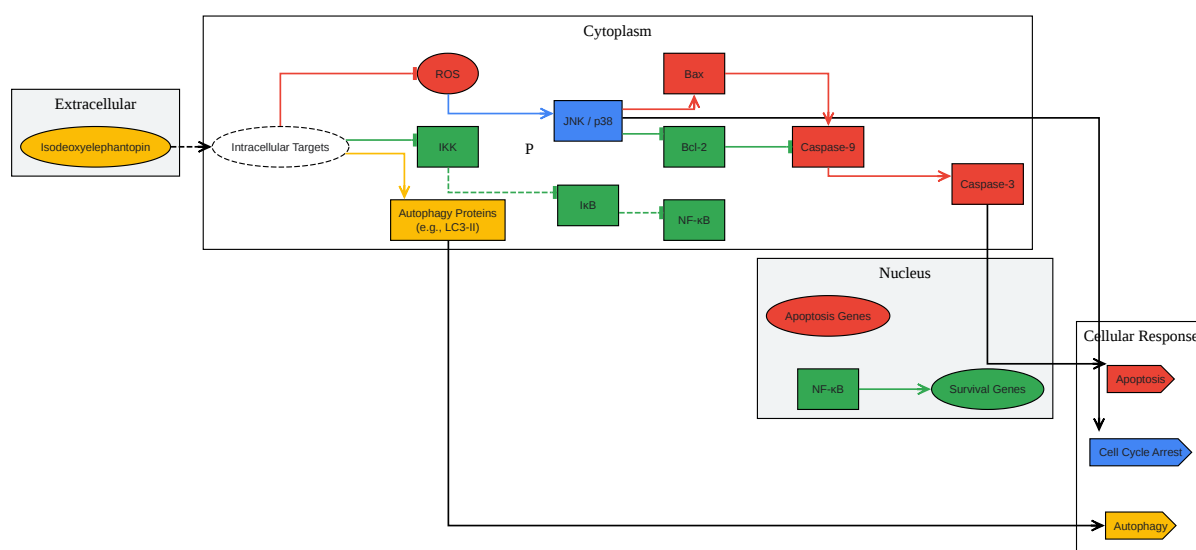 Cytoplasm
ROS
Bax
Extracellular
JNK / p38
Isodeoxyelephantopin
Intracellular Targets
IKK
P
Bcl-2
Caspase-9
Caspase-3
Autophagy Proteins
(e.g., LC3-II)
IκB
NF-κB
Nucleus
Apoptosis Genes
Cellular Response
Apoptosis
NF-κB
Survival Genes
Cell Cycle Arrest
Autophagy